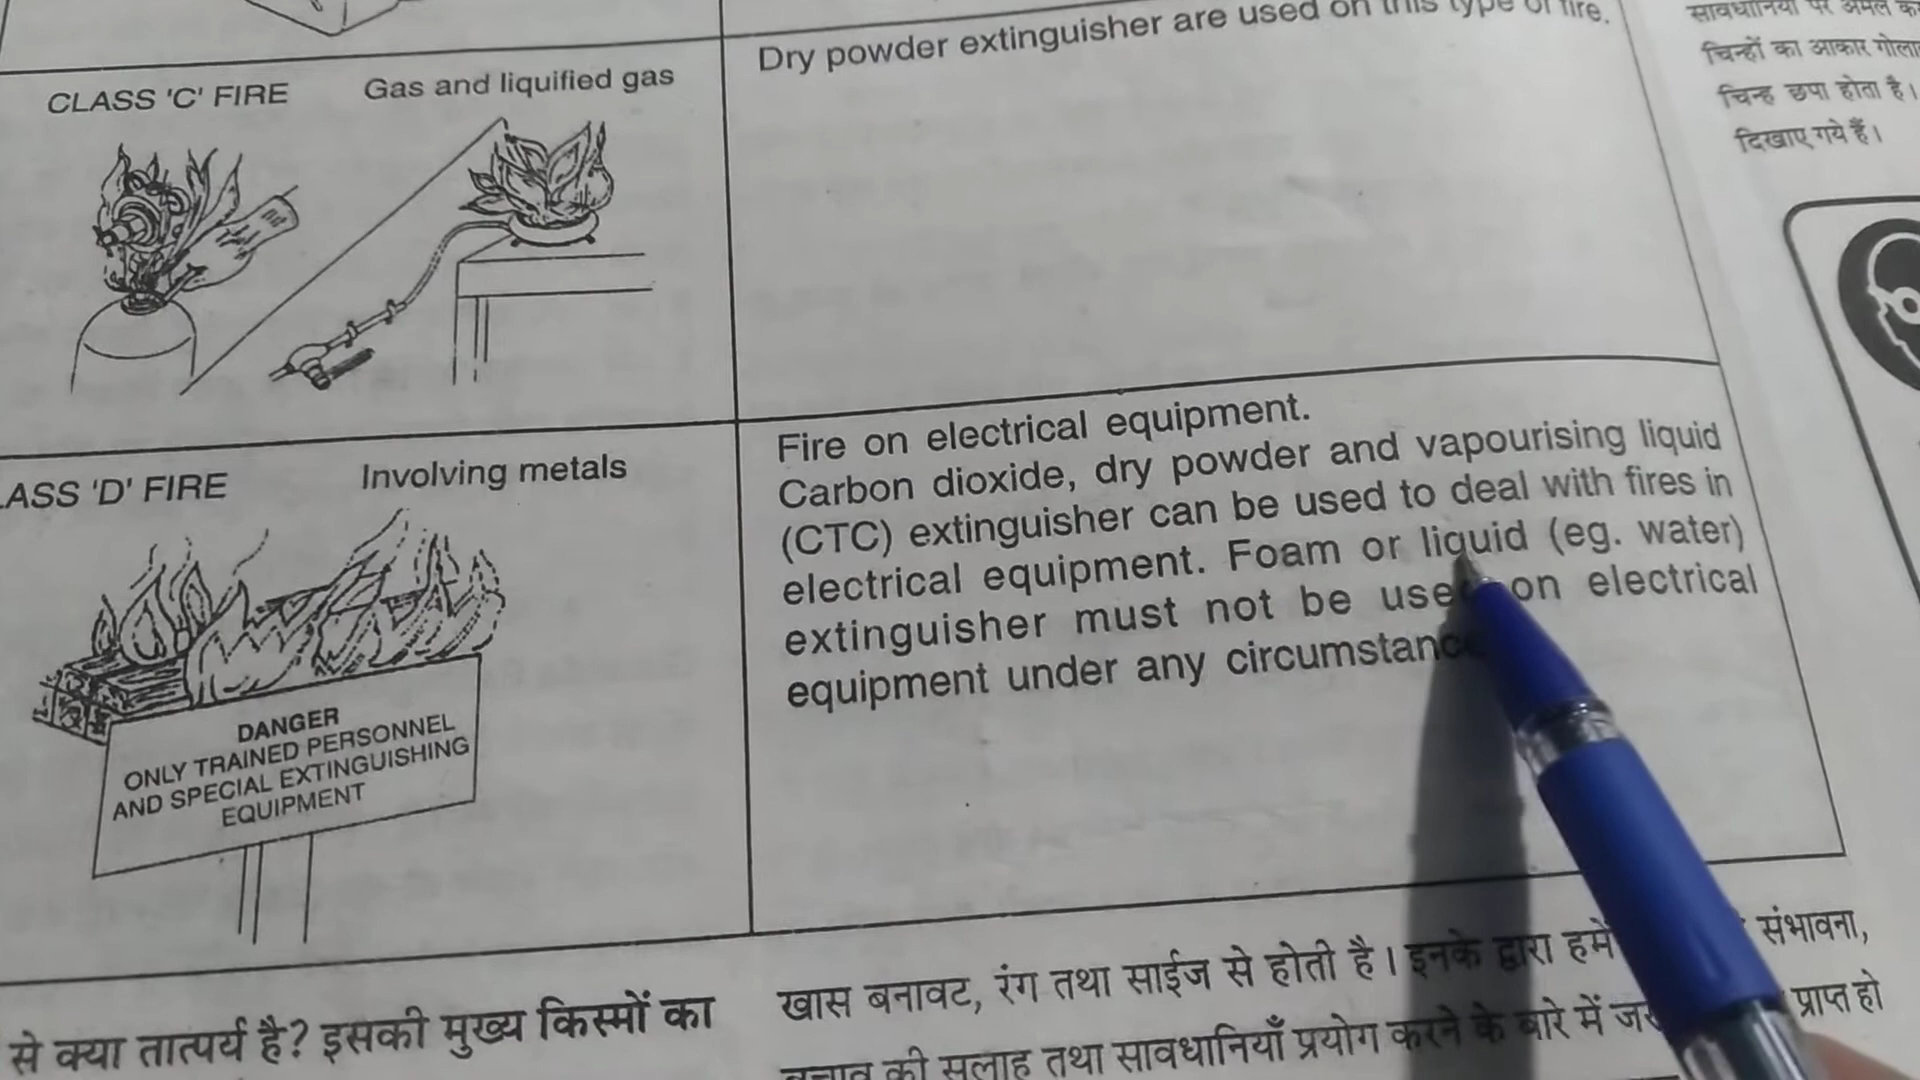 Dry powder extinguisher are used on this type of fire.
CLASS 'C' FIRE Gas and liquified gas
ASS 'D' FIRE Involving metals
DANGER
ONLY TRAINED PERSONNEL
AND SPECIAL EXTINGUISHING
EQUIPMENT
Fire on electrical equipment.
Carbon dioxide, dry powder and vapourising liquid
(CTC) extinguisher can be used to deal with fires in
electrical equipment. Foam or liquid (eg. water)
extinguisher must not be used on electrical
equipment under any
से क्या तात्पर्य है? इसकी मुख्य किस्मों का
खास बनावट, रंग तथा साईज से होती है। इनके द्वारा हमें संभावना,
की सलाह तथा सावधानियाँ प्रयोग करने के बारे में प्राप्त हो
सावधानियों पर अमल
चिन्हों का आकार
चिन्ह छपा होता है।
दिखाए गये हैं।